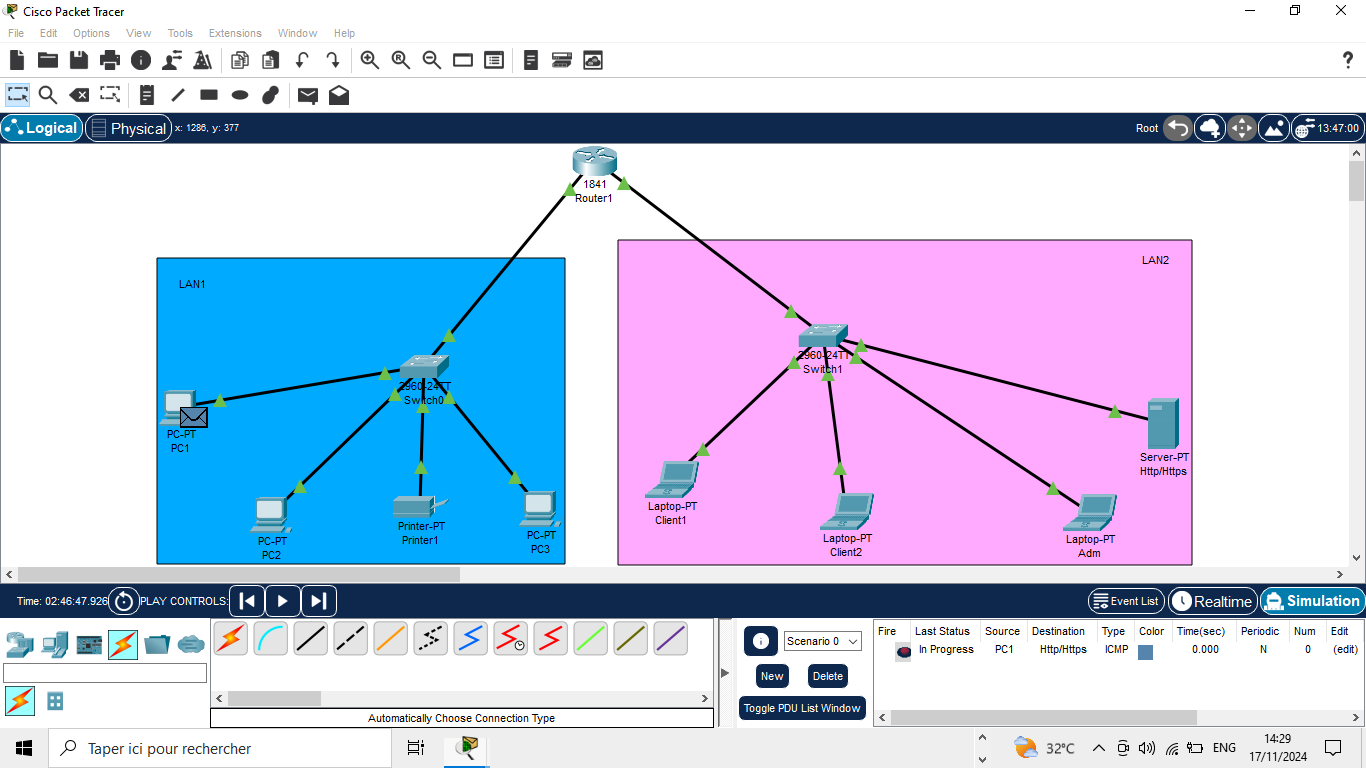 Cisco Packet Tracer
File Edit Options View Tools Extensions Window Help
Logical Physical x: 1286, y: 377 Root 13:47:00
1841
Router1
LAN1
LAN2
2960-24TT
Switch0
2960-24TT
Switch1
PC-PT
PC1
PC-PT
PC2
Printer-PT
Printer1
PC-PT
PC3
Laptop-PT
Client1
Laptop-PT
Client2
Laptop-PT
Adm
Server-PT
Http/Https
Time: 02:46:47.926 PLAY CONTROLS: Event List Realtime Simulation
Scenario 0
New Delete
Toggle PDU List Window
Fire Last Status Source Destination Type Color Time(sec) Periodic Num Edit
In Progress PC1 Http/Https ICMP 0.000 N 0 (edit)
Automatically Choose Connection Type
Taper ici pour rechercher
32°C ENG
14:29
17/11/2024